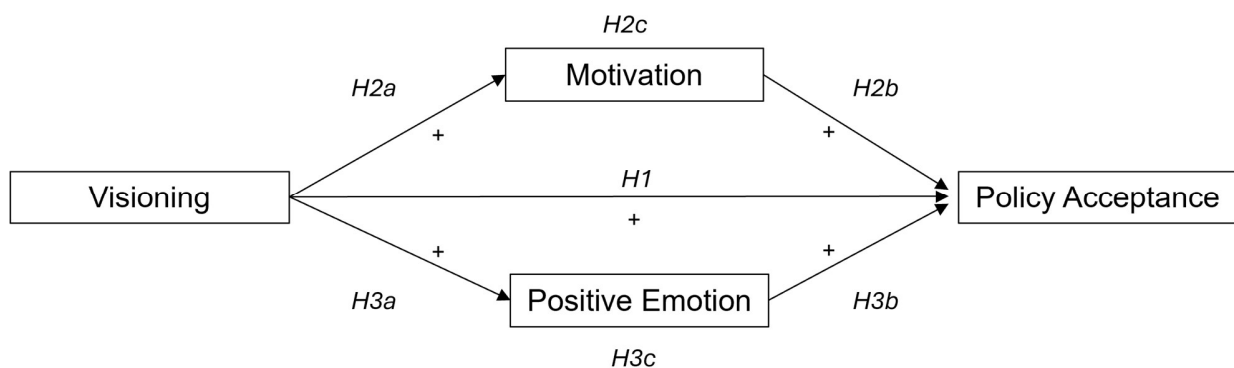 H2c
Motivation
H2a
H2b
+
+
Visioning
H1
Policy Acceptance
+
+
+
Positive Emotion
H3a
H3b
H3c